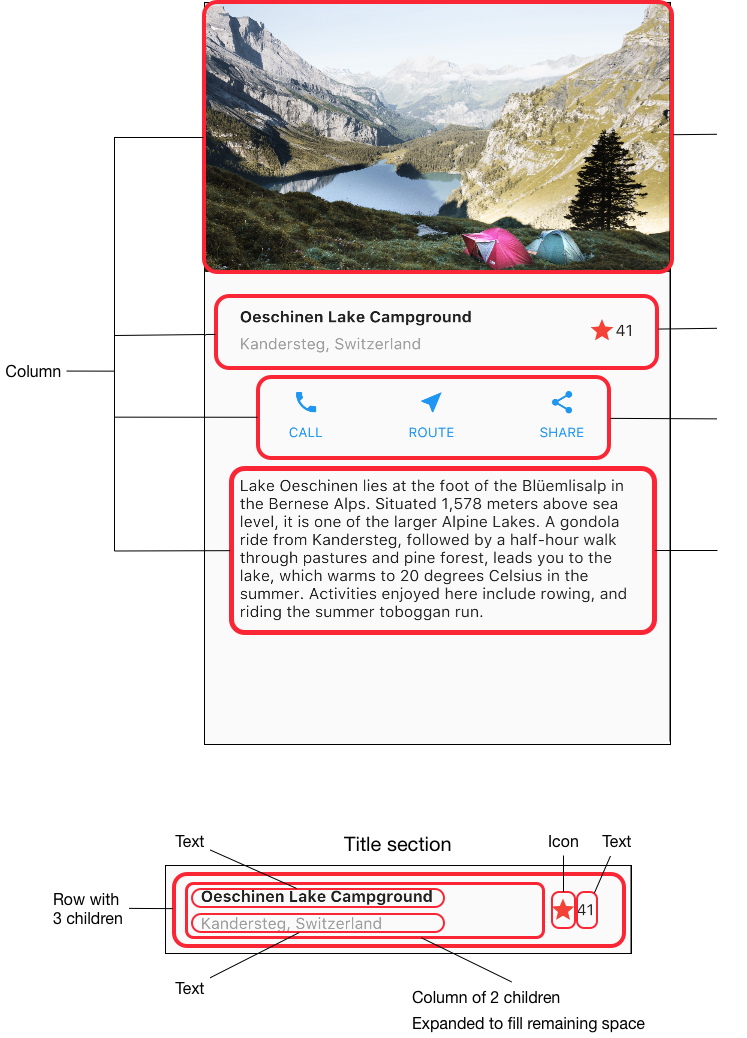 Oeschinen Lake Campground
Kandersteg, Switzerland
41
Column
CALL
ROUTE
SHARE
Lake Oeschinen lies at the foot of the Blüemlisalp in
the Bernese Alps. Situated 1,578 meters above sea
level, it is one of the larger Alpine Lakes. A gondola
ride from Kandersteg, followed by a half-hour walk
through pastures and pine forest, leads you to the
lake, which warms to 20 degrees Celsius in the
summer. Activities enjoyed here include rowing, and
riding the summer toboggan run.
Text
Title section
Icon
Text
Row with
3 children
Oeschinen Lake Campground
Kandersteg, Switzerland
41
Text
Column of 2 children
Expanded to fill remaining space